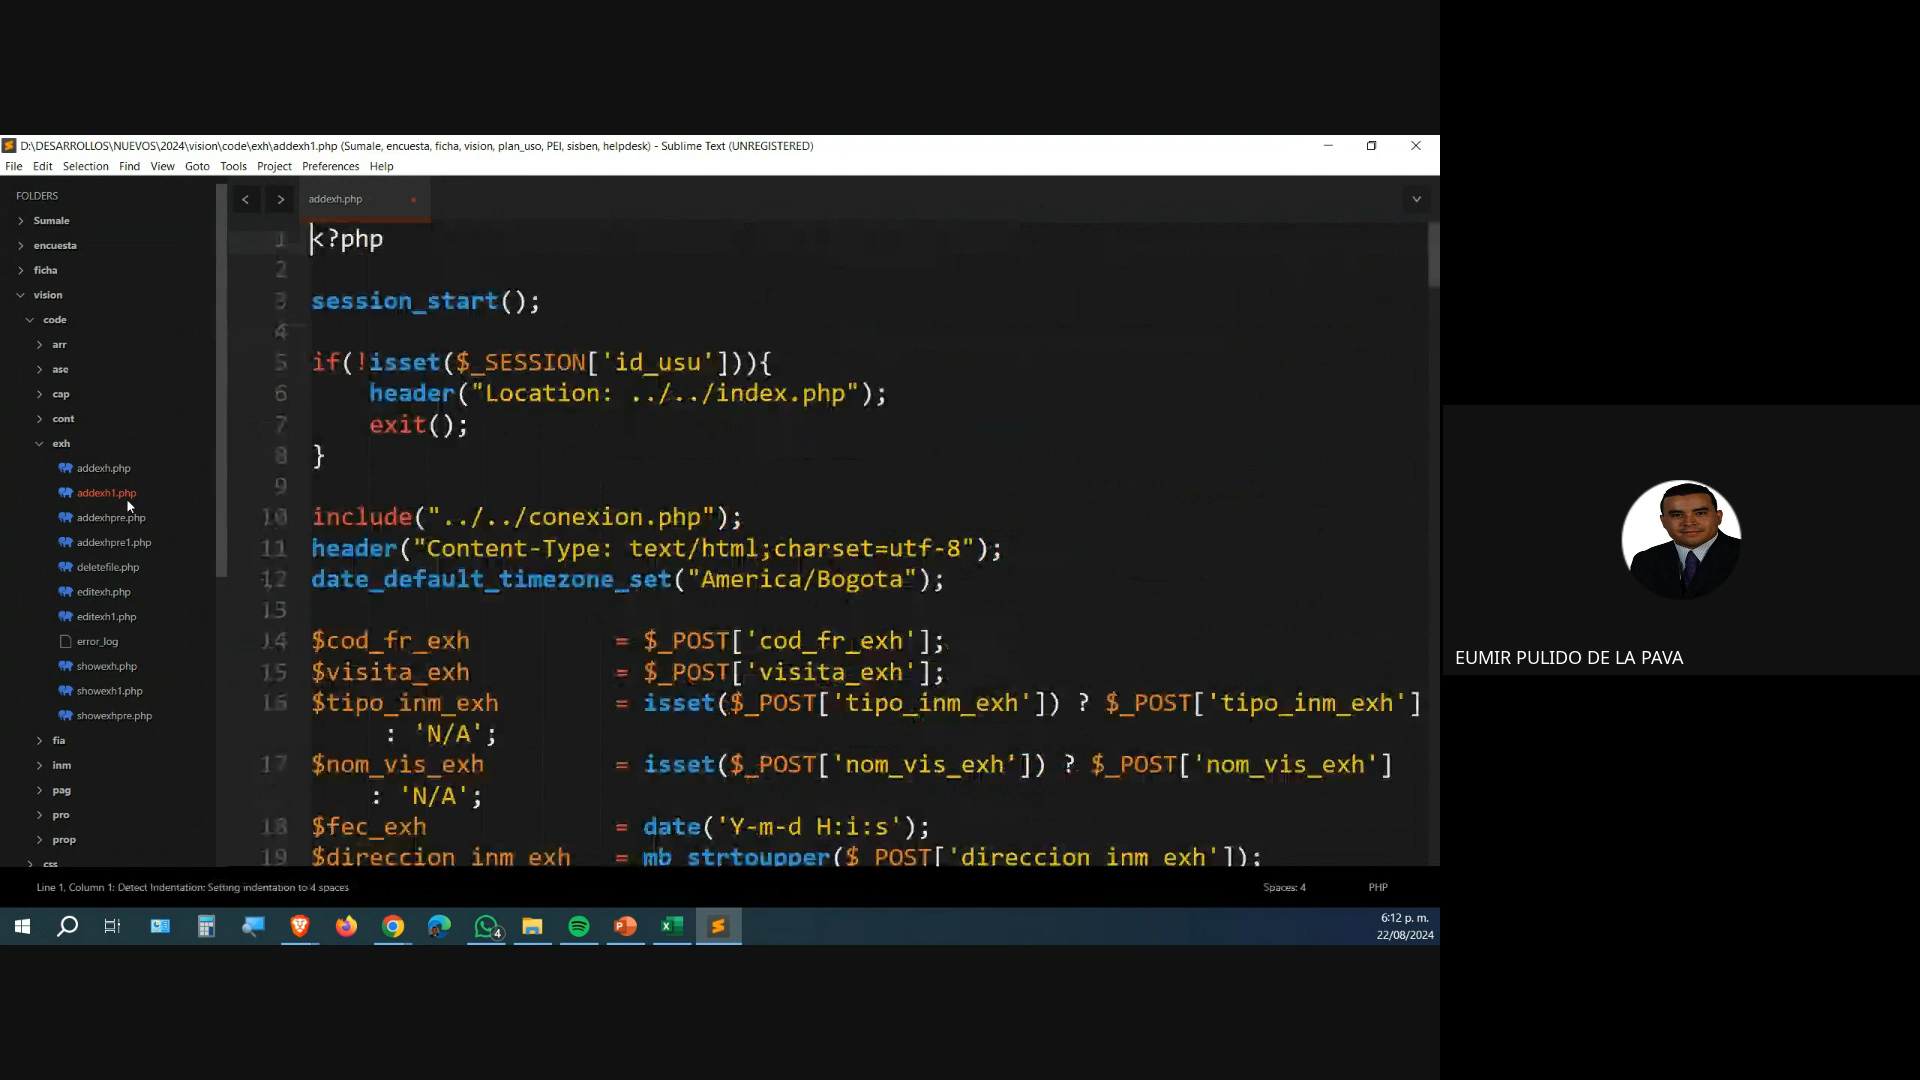 D:\DESARROLLOS\NUEVOS\2024\vision\code\exh\addexh1.php (Sumale, encuesta, ficha, vision, plan_uso, PEI, sisben, helpdesk) - Sublime Text (UNREGISTERED)
File Edit Selection Find View Goto Tools Project Preferences Help
FOLDERS
Sumale
encuesta
ficha
vision
code
arr
ase
cap
cont
exh
addexh.php
addexh1.php
addexhpre.php
addexhpre1.php
deletefile.php
editexh.php
editexh1.php
error_log
showexh.php
showexh1.php
showexhpre.php
fia
inm
pag
pro
prop
css
addexh.php
1 <?php
2
3 session_start();
4
5 if(!isset($_SESSION['id_usu'])){
6 header("Location: ../../index.php");
7 exit();
8 }
9
10 include("../../conexion.php");
11 header("Content-Type: text/html;charset=utf-8");
12 date_default_timezone_set("America/Bogota");
13
14 $cod_fr_exh = $_POST['cod_fr_exh'];
15 $visita_exh = $_POST['visita_exh'];
16 $tipo_inm_exh = isset($_POST['tipo_inm_exh']) ? $_POST['tipo_inm_exh']
: 'N/A';
17 $nom_vis_exh = isset($_POST['nom_vis_exh']) ? $_POST['nom_vis_exh']
: 'N/A';
18 $fec_exh = date('Y-m-d H:i:s');
19 $direccion_inm_exh = mb_strtoupper($_POST['direccion_inm_exh']);
Line 1, Column 1: Detect Indentation: Setting indentation to 4 spaces
Spaces: 4
PHP
4
6:12 p. m.
22/08/2024
EUMIR PULIDO DE LA PAVA